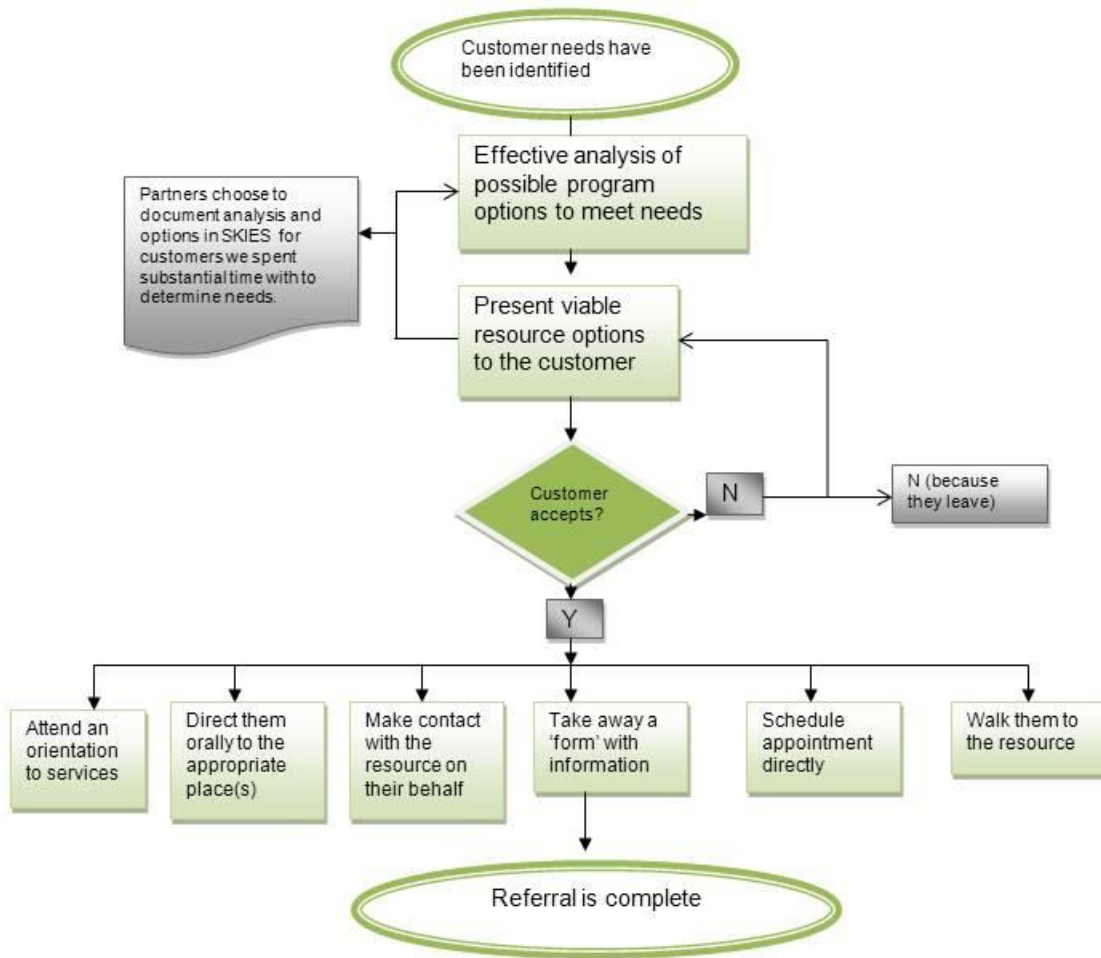 Customer needs have
been identified
Effective analysis of
possible program
options to meet needs
Partners choose to
document analysis and
options in SKIES for
customers we spent
substantial time with to
determine needs.
Present viable
resource options
to the customer
Customer
accepts?
N
N (because
they leave)
Y
Attend an
orientation
to services
Direct them
orally to the
appropriate
place(s)
Make contact
with the
resource on
their behalf
Take away a
‘form’ with
information
Schedule
appointment
directly
Walk them to
the resource
Referral is complete